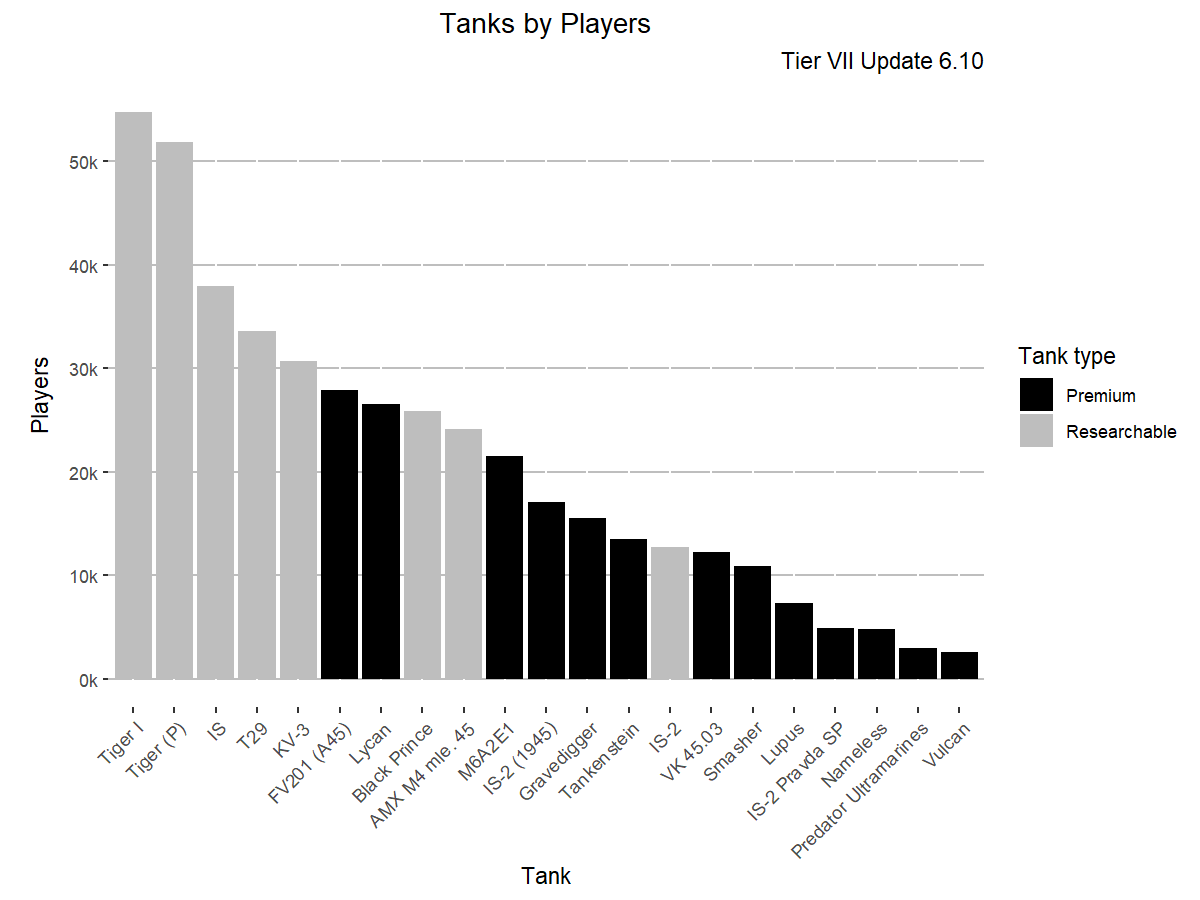 Tanks by Players
Tier VII Update 6.10
Players
50k
40k
30k
20k
10k
0k
Tiger I
Tiger (P)
IS
T29
KV-3
FV201 (A45)
Lycan
Black Prince
AMX M4 mle. 45
M6A2E1
IS-2 (1945)
Gravedigger
Tankenstein
IS-2
VK 45.03
Smasher
Lupus
IS-2 Pravda SP
Nameless
Predator Ultramarines
Vulcan
Tank
Tank type
Premium
Researchable